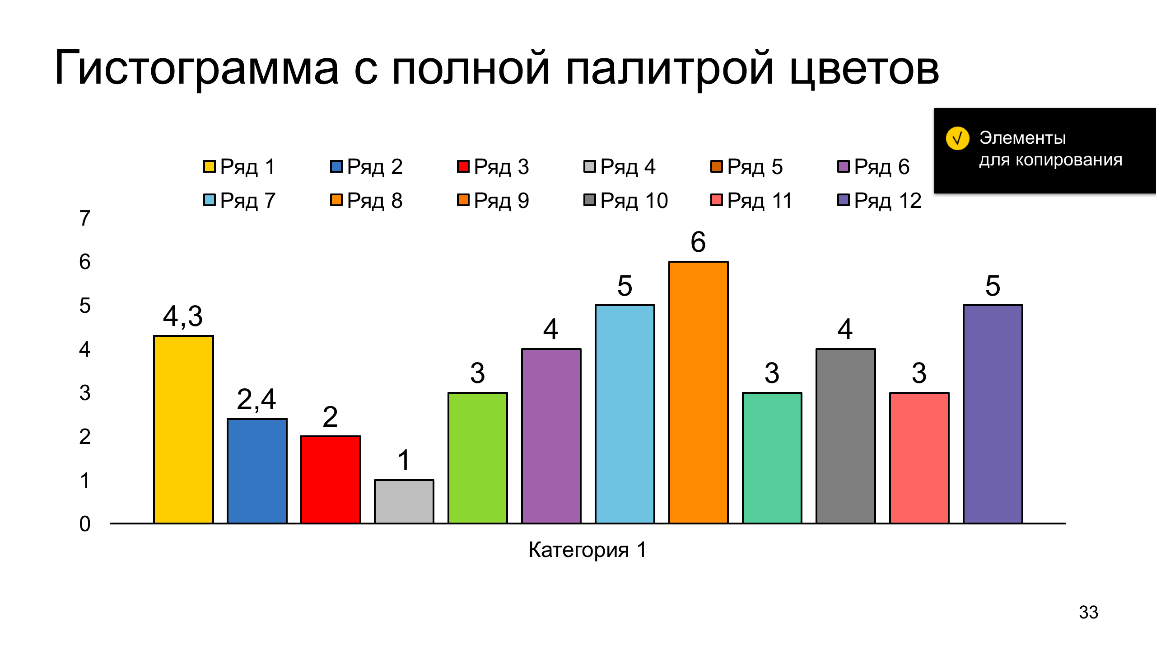 Гистограмма с полной палитрой цветов
√ Элементы
для копирования
Ряд 1 Ряд 2 Ряд 3 Ряд 4 Ряд 5 Ряд 6
Ряд 7 Ряд 8 Ряд 9 Ряд 10 Ряд 11 Ряд 12
7
6
5
4
3
2
1
0
4,3 2,4 2 1 3 4 5 6 3 4 3 5
Категория 1
33